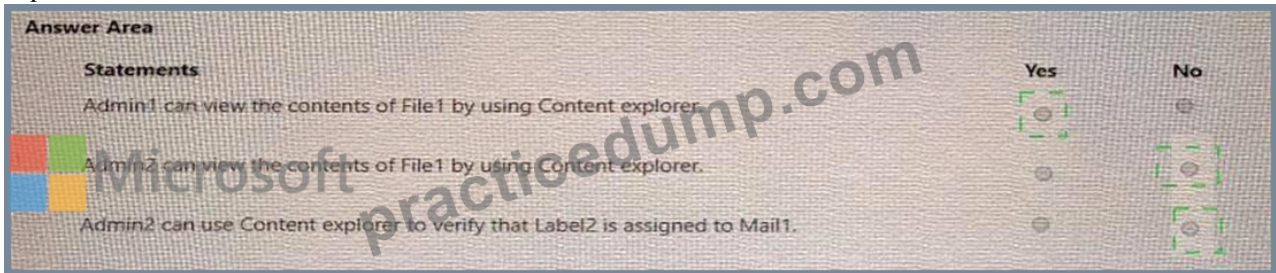 Answer Area
Statements Yes No
Admin1 can view the contents of File1 by using Content explorer.
Admin2 can view the contents of File1 by using Content explorer.
Admin2 can use Content explorer to verify that Label2 is assigned to Mail1.
Microsoft
practicedump.com